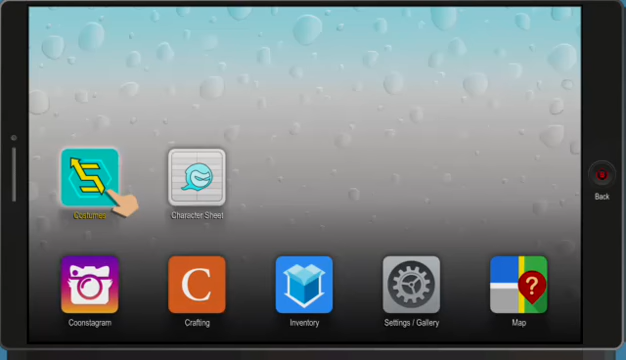 Costumes
Character Sheet
Back
Coonstagram
C
Crafting
Inventory
Settings / Gallery
?
Map